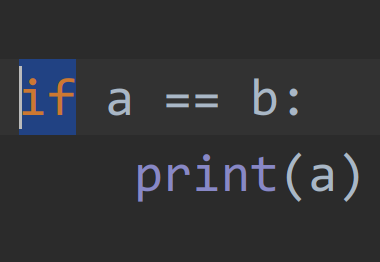 if a == b:
    print(a)